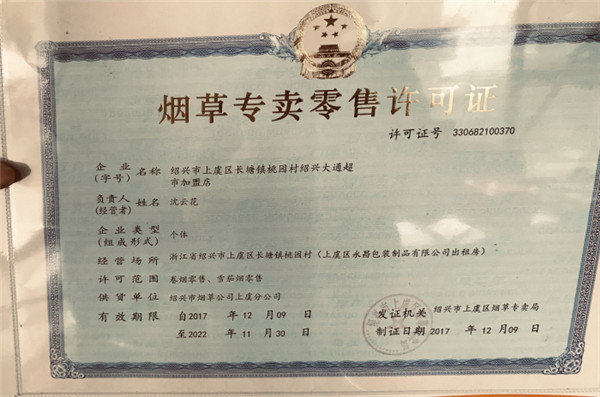 烟草专卖零售许可证
许可证号 330682100370
企业(字号)名称 绍兴市上虞区长塘镇桃园村绍兴大通超
市加盟店
负责人(经营者)姓名 沈云花
企业类型(组成形式) 个体
经营场所 浙江省绍兴市上虞区长塘镇桃园村（上虞区永昌包装制品有限公司出租房）
许可范围 卷烟零售、雪茄烟零售
供货单位 绍兴市烟草公司上虞分公司
有效期限 自2017 年 12 月 09 日
至2022 年 11 月 30 日
发证机关 绍兴市上虞区烟草专卖局
制证日期 2017 年 12 月 09 日